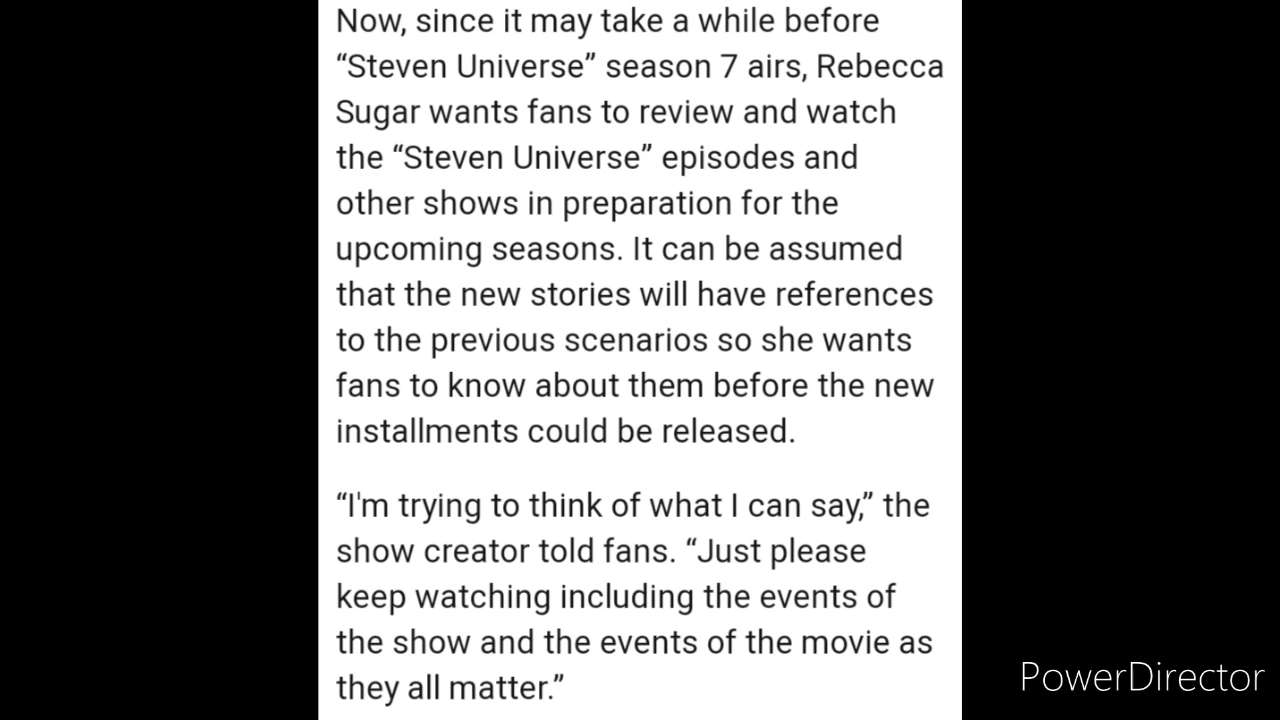 Now, since it may take a while before
“Steven Universe” season 7 airs, Rebecca
Sugar wants fans to review and watch
the “Steven Universe” episodes and
other shows in preparation for the
upcoming seasons. It can be assumed
that the new stories will have references
to the previous scenarios so she wants
fans to know about them before the new
installments could be released.
“I'm trying to think of what I can say,” the
show creator told fans. “Just please
keep watching including the events of
the show and the events of the movie as
they all matter.”
PowerDirector